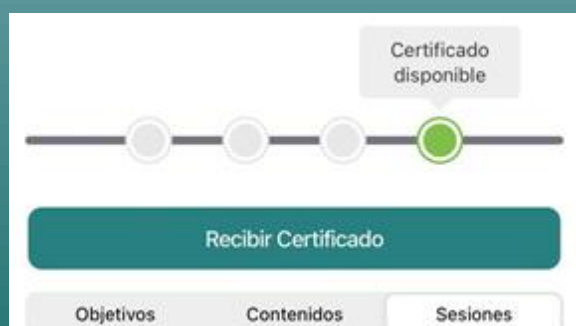 Certificado
disponible
Recibir Certificado
Objetivos Contenidos Sesiones